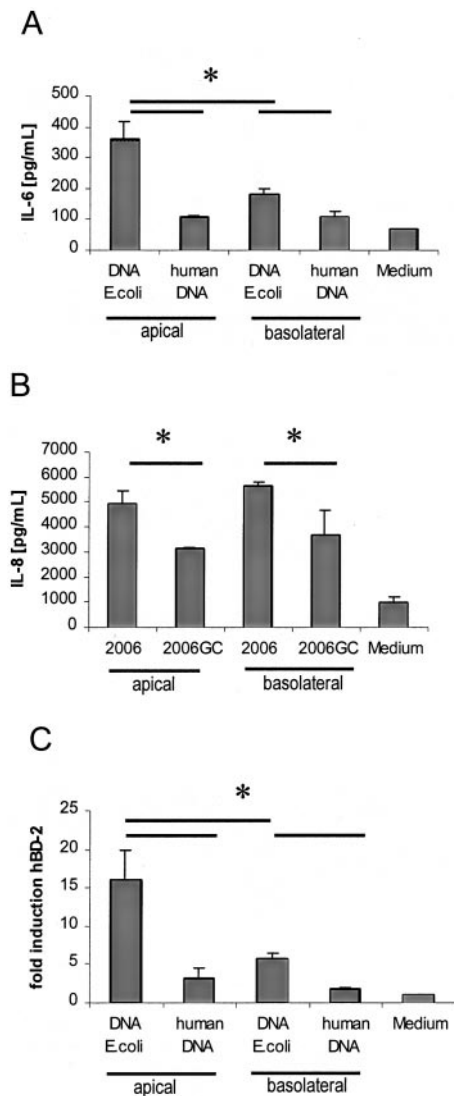 A
*
600
500
400
300
200
100
0
IL-6 [pg/mL]
DNA human DNA human Medium
E.coli DNA E.coli DNA
apical basolateral
B
* *
7000
6000
5000
4000
3000
2000
1000
0
IL-8 [pg/mL]
2006 2006GC 2006 2006GC Medium
apical basolateral
C
*
25
20
15
10
5
0
fold induction hBD-2
DNA human DNA human Medium
E.coli DNA E.coli DNA
apical basolateral